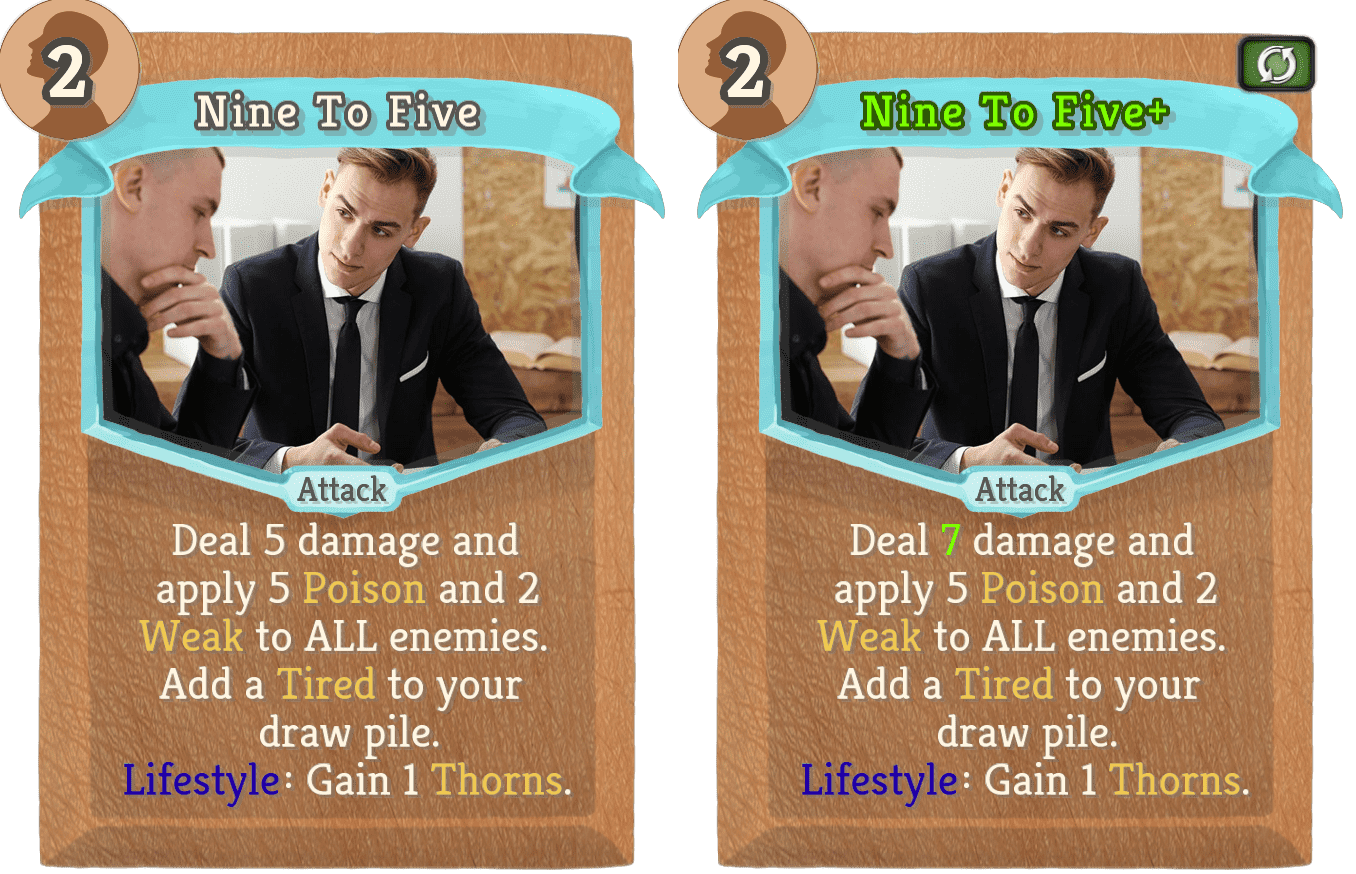 2
Nine To Five
Attack
Deal 5 damage and
apply 5 Poison and 2
Weak to ALL enemies.
Add a Tired to your
draw pile.
Lifestyle: Gain 1 Thorns.
2
Nine To Five+
Attack
Deal 7 damage and
apply 5 Poison and 2
Weak to ALL enemies.
Add a Tired to your
draw pile.
Lifestyle: Gain 1 Thorns.